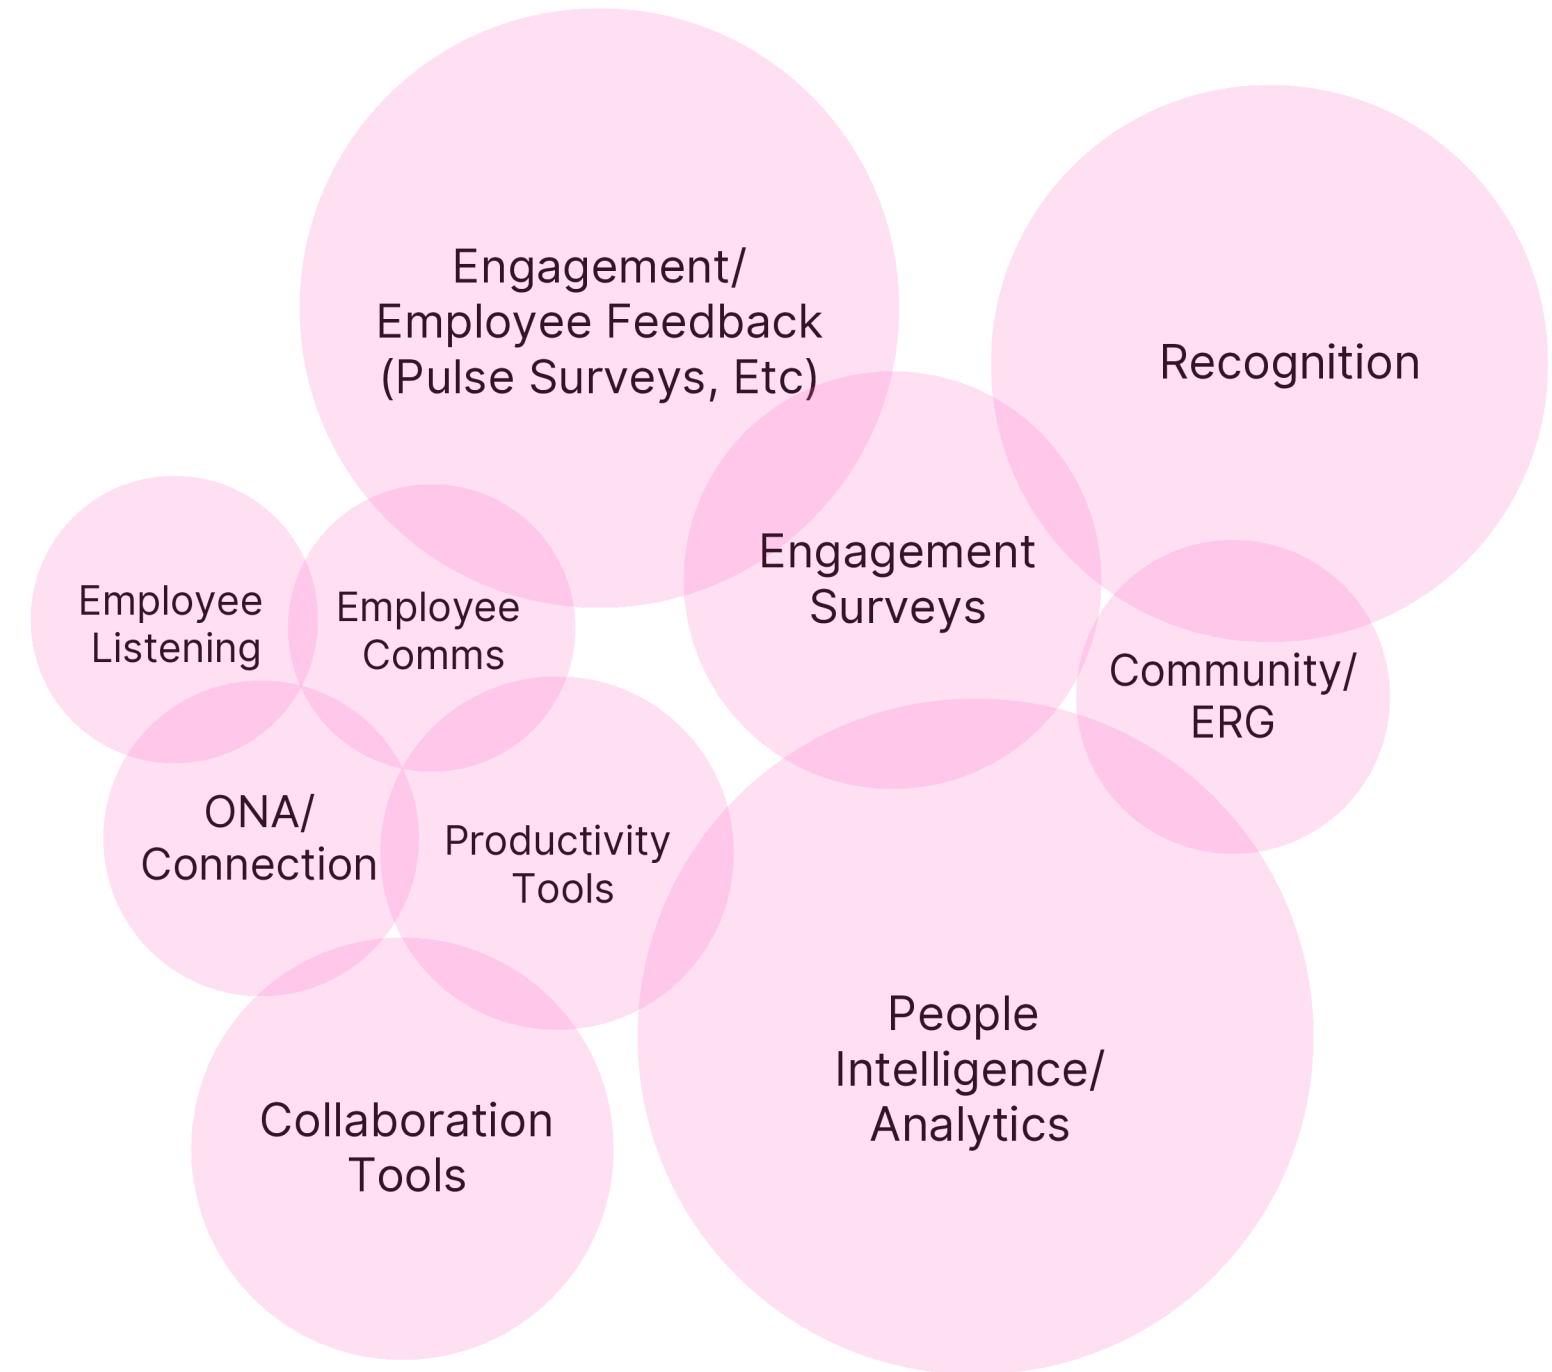 Engagement/
Employee Feedback
(Pulse Surveys, Etc)
Recognition
Engagement
Surveys
Employee
Listening
Employee
Comms
Community/
ERG
ONA/
Connection
Productivity
Tools
People
Intelligence/
Analytics
Collaboration
Tools